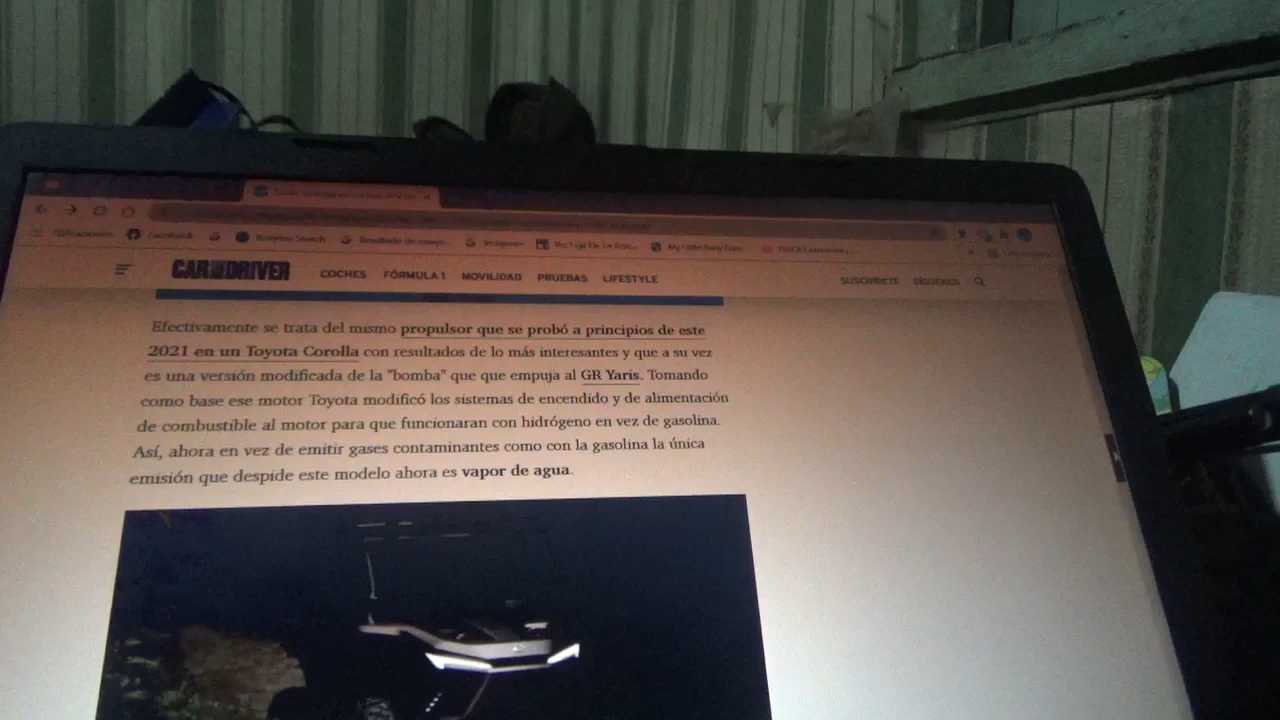 Facebook
Imágenes
CAR AND DRIVER
COCHES
FÓRMULA 1
MOVILIDAD
PRUEBAS
LIFESTYLE
SUSCRÍBETE
SÍGUENOS
Efectivamente se trata del mismo propulsor que se probó a principios de este
2021 en un Toyota Corolla con resultados de lo más interesantes y que a su vez
es una versión modificada de la "bomba" que que empuja al GR Yaris. Tomando
como base ese motor Toyota modificó los sistemas de encendido y de alimentación
de combustible al motor para que funcionaran con hidrógeno en vez de gasolina.
Así, ahora en vez de emitir gases contaminantes como con la gasolina la única
emisión que despide este modelo ahora es vapor de agua.